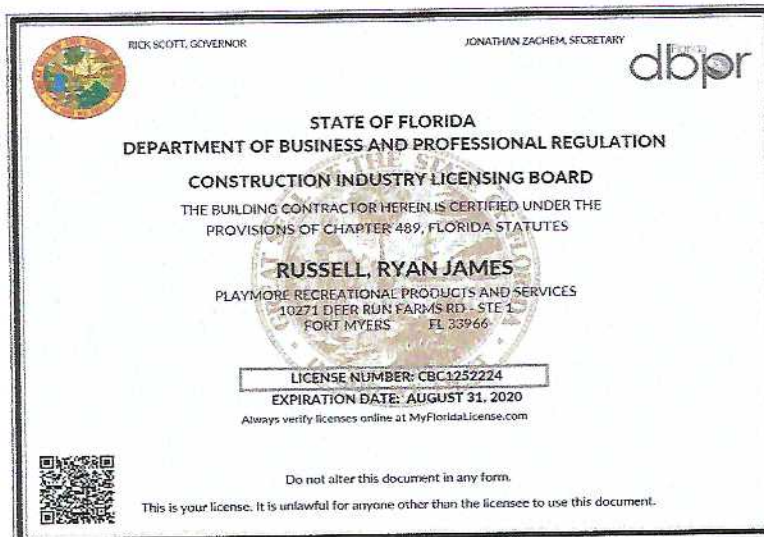 RICK SCOTT, GOVERNOR
JONATHAN ZACHEM, SECRETARY
Florida
dbpr
STATE OF FLORIDA
DEPARTMENT OF BUSINESS AND PROFESSIONAL REGULATION
CONSTRUCTION INDUSTRY LICENSING BOARD
THE BUILDING CONTRACTOR HEREIN IS CERTIFIED UNDER THE
PROVISIONS OF CHAPTER 489, FLORIDA STATUTES
RUSSELL, RYAN JAMES
PLAYMORE RECREATIONAL PRODUCTS AND SERVICES
10271 DEER RUN FARMS RD - STE 1
FORT MYERS FL 33966
LICENSE NUMBER: CBC1252224
EXPIRATION DATE: AUGUST 31, 2020
Always verify licenses online at MyFloridaLicense.com
Do not alter this document in any form.
This is your license. It is unlawful for anyone other than the licensee to use this document.